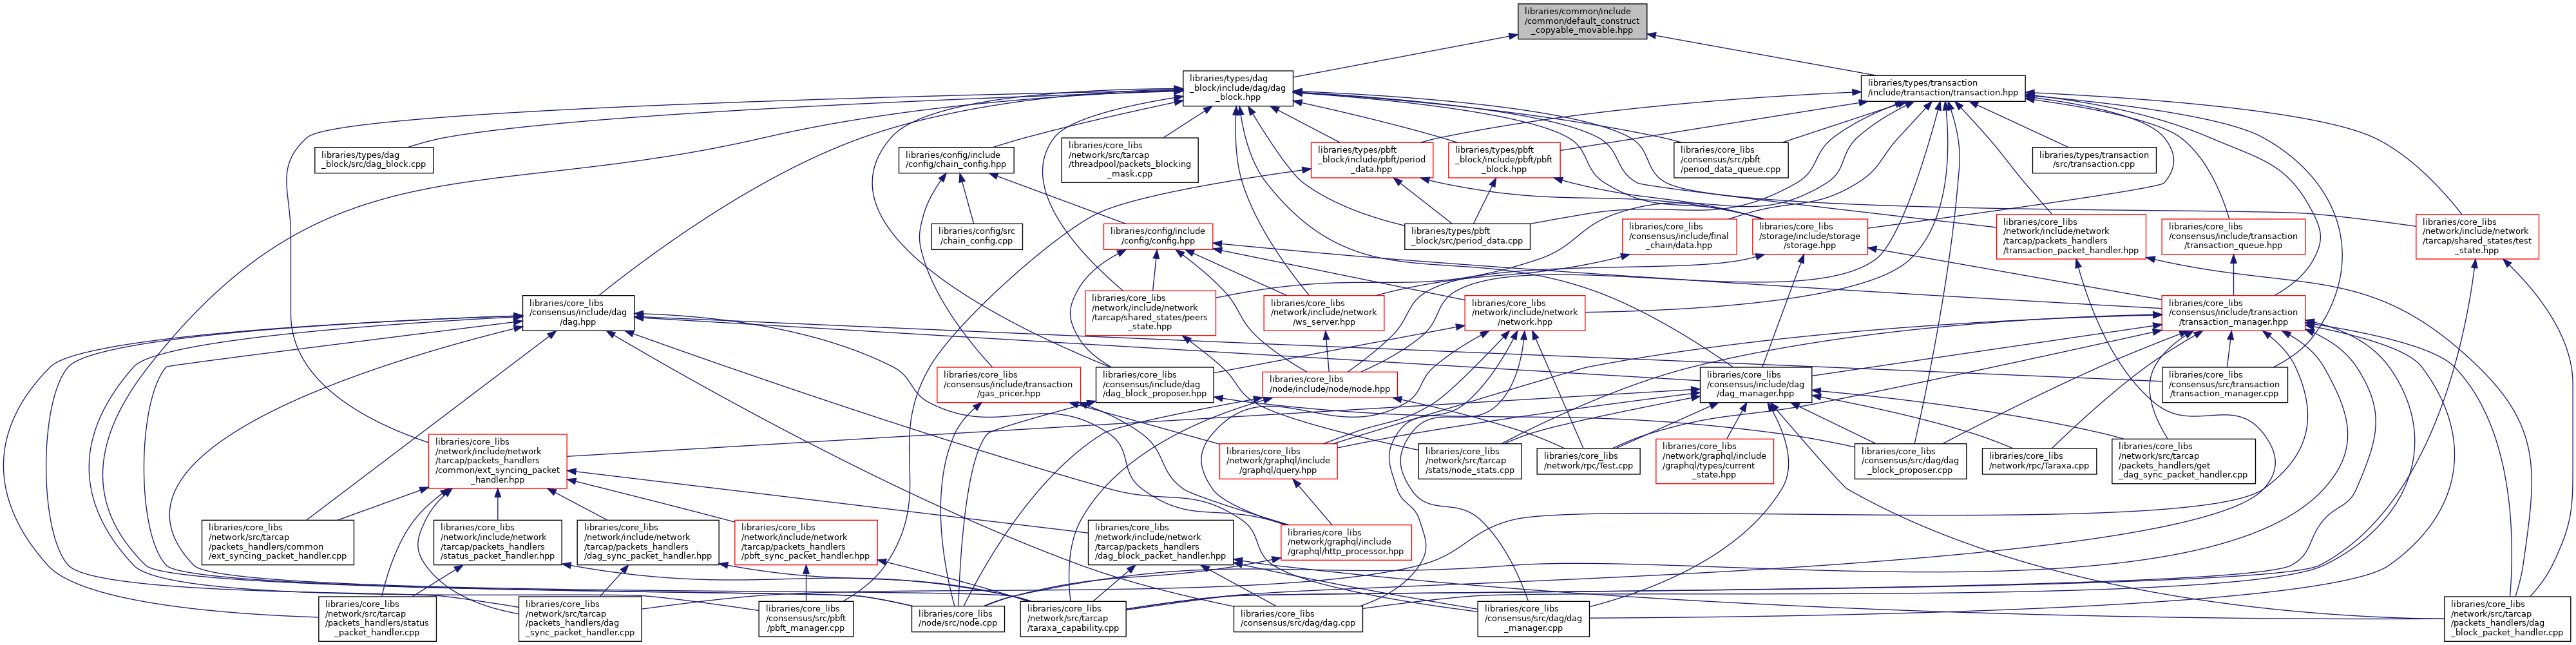 libraries/common/include
/common/default_construct
_copyable_movable.hpp
libraries/types/dag
_block/include/dag/dag
_block.hpp
libraries/types/transaction
/include/transaction/transaction.hpp
libraries/types/dag
_block/src/dag_block.cpp
libraries/config/include
/config/chain_config.hpp
libraries/core_libs
/network/src/tarcap
/threadpool/packets_blocking
_mask.cpp
libraries/types/pbft
_block/include/pbft/period
_data.hpp
libraries/types/pbft
_block/include/pbft/pbft
_block.hpp
libraries/core_libs
/consensus/src/pbft
/period_data_queue.cpp
libraries/types/transaction
/src/transaction.cpp
libraries/config/src
/chain_config.cpp
libraries/config/include
/config/config.hpp
libraries/types/pbft
_block/src/period_data.cpp
libraries/core_libs
/consensus/include/final
_chain/data.hpp
libraries/core_libs
/storage/include/storage
/storage.hpp
libraries/core_libs
/network/include/network
/tarcap/packets_handlers
/transaction_packet_handler.hpp
libraries/core_libs
/consensus/include/transaction
/transaction_queue.hpp
libraries/core_libs
/network/include/network
/tarcap/shared_states/test
_state.hpp
libraries/core_libs
/consensus/include/dag
/dag.hpp
libraries/core_libs
/network/include/network
/tarcap/shared_states/peers
_state.hpp
libraries/core_libs
/network/include/network
/ws_server.hpp
libraries/core_libs
/network/include/network
/network.hpp
libraries/core_libs
/consensus/include/transaction
/transaction_manager.hpp
libraries/core_libs
/consensus/include/transaction
/gas_pricer.hpp
libraries/core_libs
/consensus/include/dag
/dag_block_proposer.hpp
libraries/core_libs
/node/include/node/node.hpp
libraries/core_libs
/consensus/include/dag
/dag_manager.hpp
libraries/core_libs
/consensus/src/transaction
/transaction_manager.cpp
libraries/core_libs
/network/include/network
/tarcap/packets_handlers
/common/ext_syncing_packet
_handler.hpp
libraries/core_libs
/network/graphql/include
/graphql/query.hpp
libraries/core_libs
/network/src/tarcap
/stats/node_stats.cpp
libraries/core_libs
/network/rpc/Test.cpp
libraries/core_libs
/network/graphql/include
/graphql/types/current
_state.hpp
libraries/core_libs
/consensus/src/dag/dag
_block_proposer.cpp
libraries/core_libs
/network/rpc/Taraxa.cpp
libraries/core_libs
/network/src/tarcap
/packets_handlers/get
_dag_sync_packet_handler.cpp
libraries/core_libs
/network/src/tarcap
/packets_handlers/common
/ext_syncing_packet_handler.cpp
libraries/core_libs
/network/include/network
/tarcap/packets_handlers
/status_packet_handler.hpp
libraries/core_libs
/network/include/network
/tarcap/packets_handlers
/dag_sync_packet_handler.hpp
libraries/core_libs
/network/include/network
/tarcap/packets_handlers
/pbft_sync_packet_handler.hpp
libraries/core_libs
/network/include/network
/tarcap/packets_handlers
/dag_block_packet_handler.hpp
libraries/core_libs
/network/graphql/include
/graphql/http_processor.hpp
libraries/core_libs
/network/src/tarcap
/packets_handlers/status
_packet_handler.cpp
libraries/core_libs
/network/src/tarcap
/packets_handlers/dag
_sync_packet_handler.cpp
libraries/core_libs
/consensus/src/pbft
/pbft_manager.cpp
libraries/core_libs
/node/src/node.cpp
libraries/core_libs
/network/src/tarcap
/taraxa_capability.cpp
libraries/core_libs
/consensus/src/dag/dag.cpp
libraries/core_libs
/consensus/src/dag/dag
_manager.cpp
libraries/core_libs
/network/src/tarcap
/packets_handlers/dag
_block_packet_handler.cpp